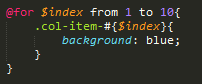 @for $index from 1 to 10{
.col-item-#{$index}{
background: blue;
}
}